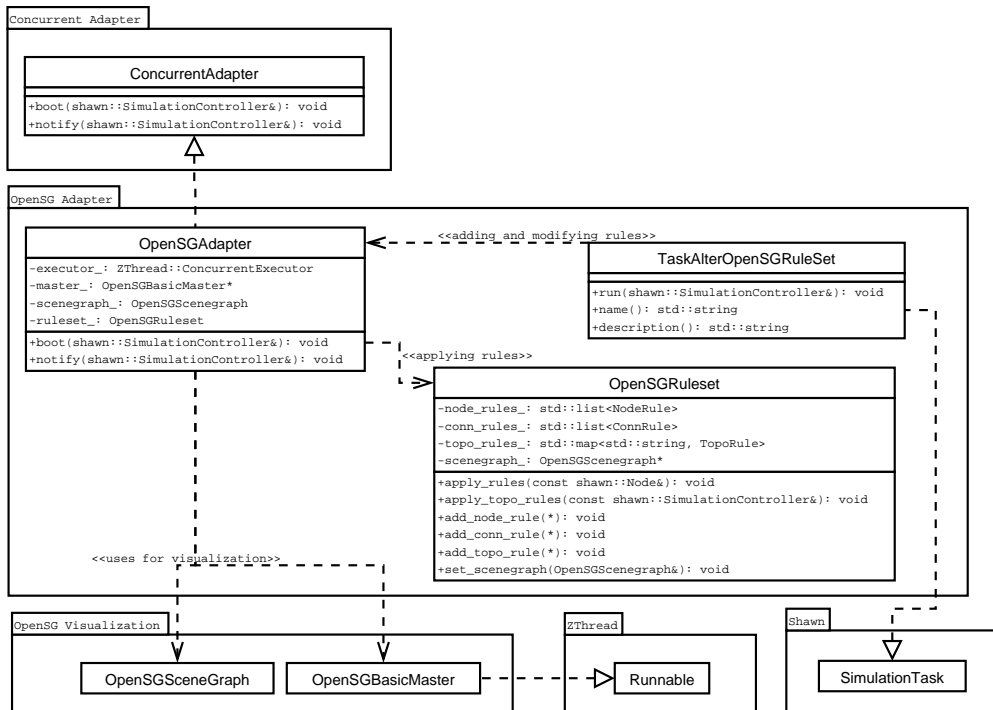 Concurrent Adapter
ConcurrentAdapter
+boot(shawn::SimulationController&): void
+notify(shawn::SimulationController&): void
OpenSG Adapter
OpenSGAdapter
-executor_: ZThread::ConcurrentExecutor
-master_: OpenSGBasicMaster*
-scenegraph_: OpenSGScenegraph
-ruleset_: OpenSGRuleset
+boot(shawn::SimulationController&): void
+notify(shawn::SimulationController&): void
<<adding and modifying rules>>
TaskAlterOpenSGRuleSet
+run(shawn::SimulationController&): void
+name(): std::string
+description(): std::string
<<applying rules>>
OpenSGRuleset
-node_rules_: std::list<NodeRule>
-conn_rules_: std::list<ConnRule>
-topo_rules_: std::map<std::string, TopoRule>
-scenegraph_: OpenSGScenegraph*
+apply_rules(const shawn::Node&): void
+apply_topo_rules(const shawn::SimulationController&): void
+add_node_rule(*): void
+add_conn_rule(*): void
+add_topo_rule(*): void
+set_scenegraph(OpenSGScenegraph&): void
<<uses for visualization>>
OpenSG Visualization
OpenSGSceneGraph
OpenSGBasicMaster
ZThread
Runnable
Shawn
SimulationTask